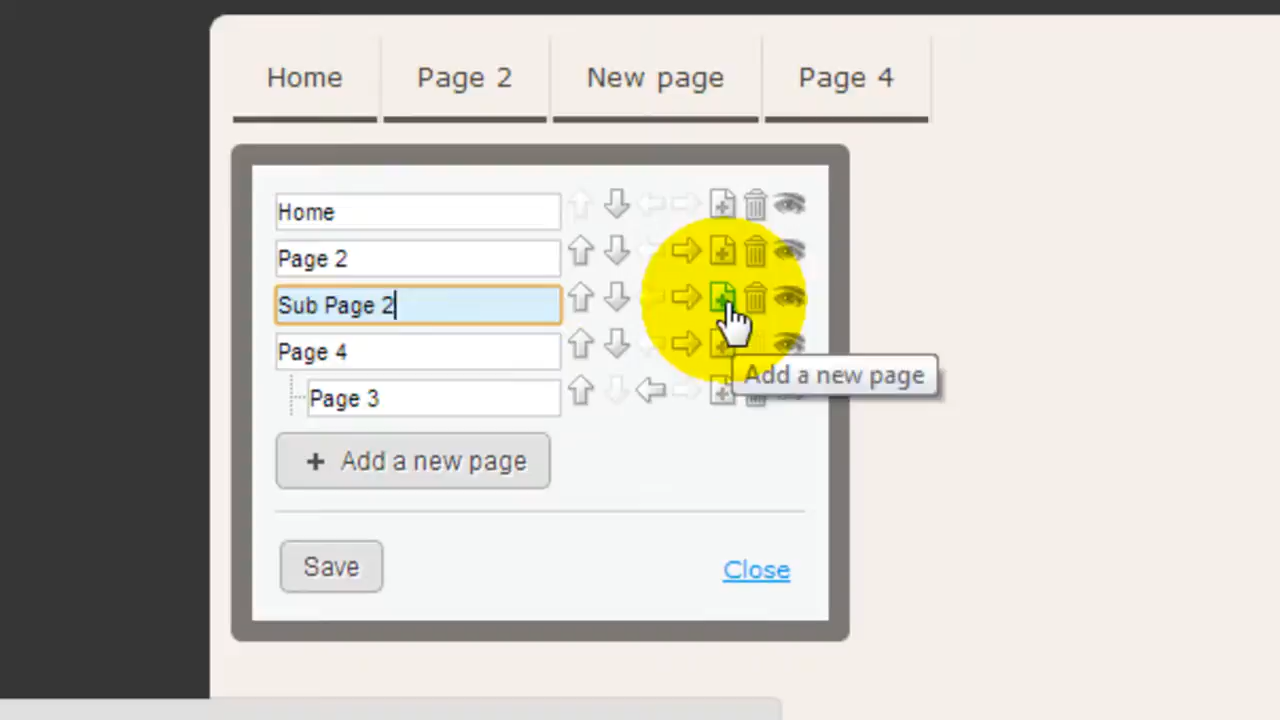 Home Page 2 New page Page 4
Home
Page 2
Sub Page 2
Page 4
Add a new page
Page 3
+ Add a new page
Save Close